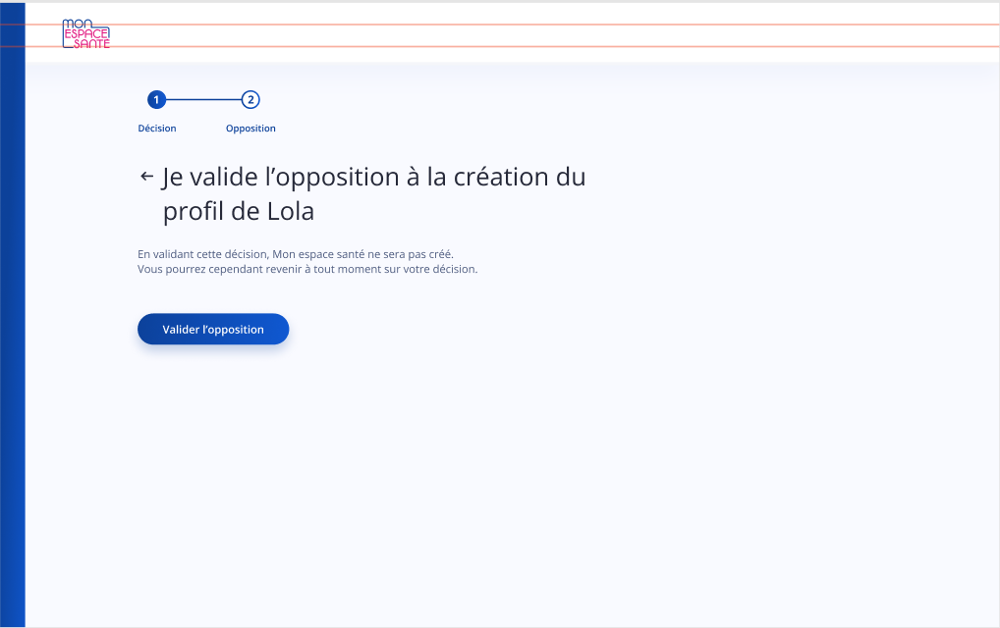 mon
ESPACE
SANTÉ
1
2
Décision
Opposition
← Je valide l’opposition à la création du
profil de Lola
En validant cette décision, Mon espace santé ne sera pas créé.
Vous pourrez cependant revenir à tout moment sur votre décision.
Valider l’opposition